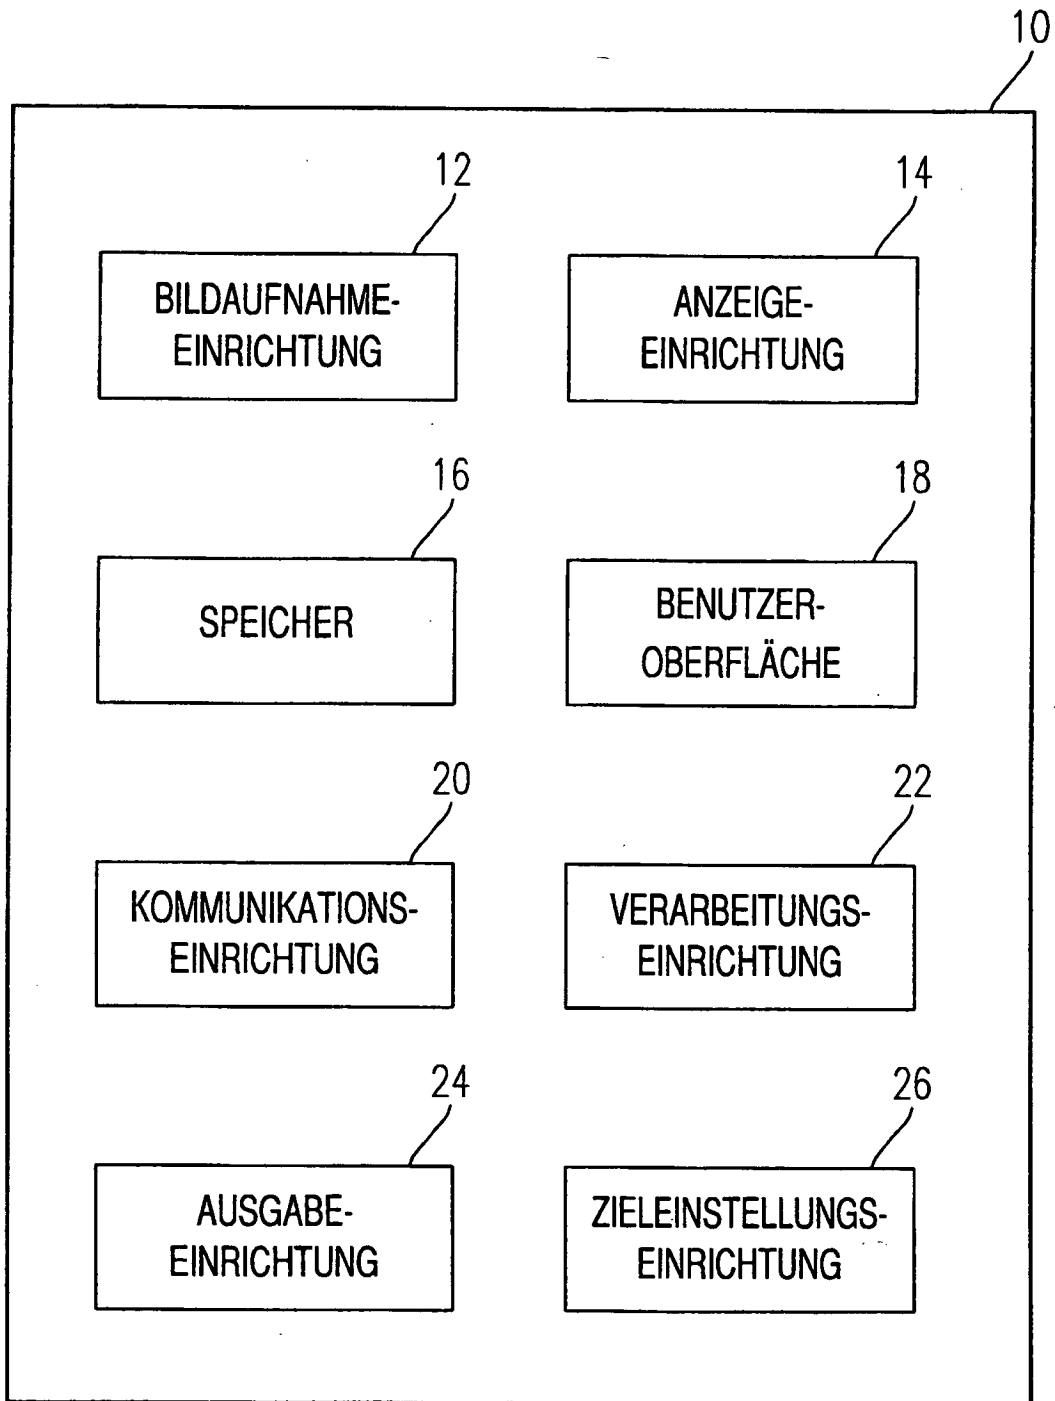 10
12
14
BILDAUFNAHME-
EINRICHTUNG
ANZEIGE-
EINRICHTUNG
16
18
SPEICHER
BENUTZER-
OBERFLÄCHE
20
22
KOMMUNIKATIONS-
EINRICHTUNG
VERARBEITUNGS-
EINRICHTUNG
24
26
AUSGABE-
EINRICHTUNG
ZIELEINSTELLUNGS-
EINRICHTUNG